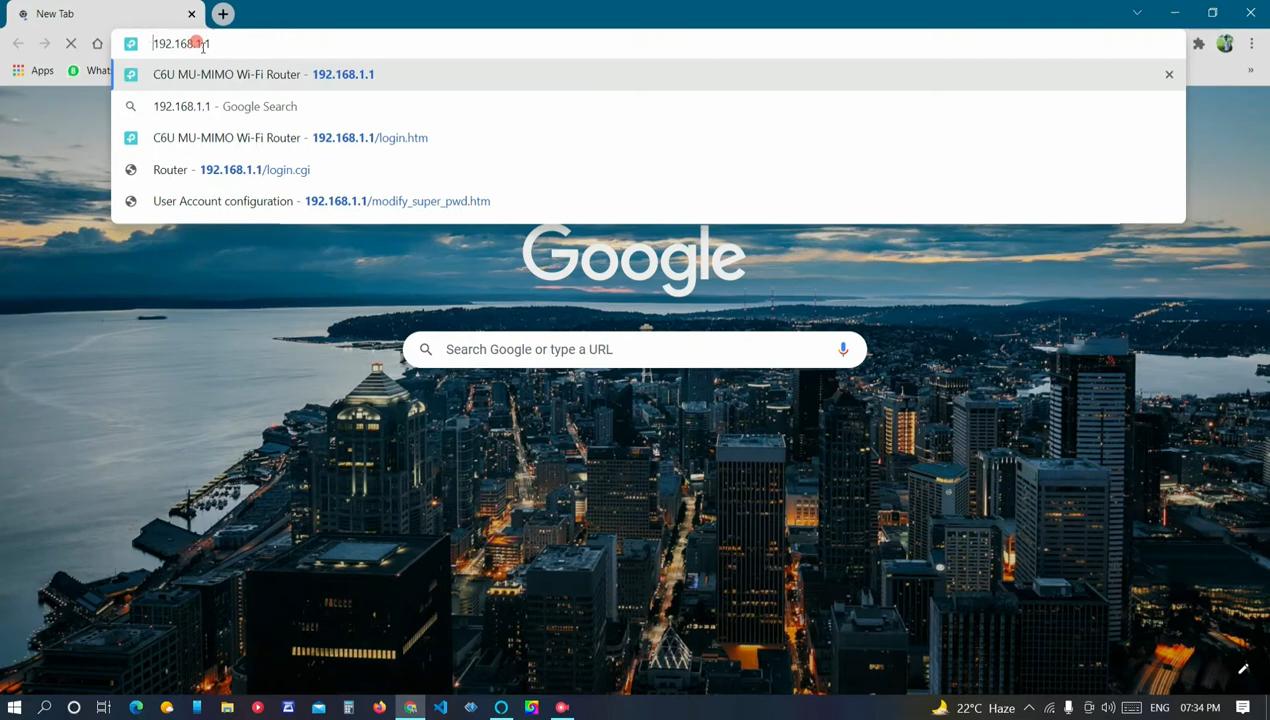 New Tab
192.168.1.1
Apps
What
C6U MU-MIMO Wi-Fi Router - 192.168.1.1
192.168.1.1 - Google Search
C6U MU-MIMO Wi-Fi Router - 192.168.1.1/login.htm
Router - 192.168.1.1/login.cgi
User Account configuration - 192.168.1.1/modify_super_pwd.htm
Google
Search Google or type a URL
22°C Haze
ENG
07:34 PM